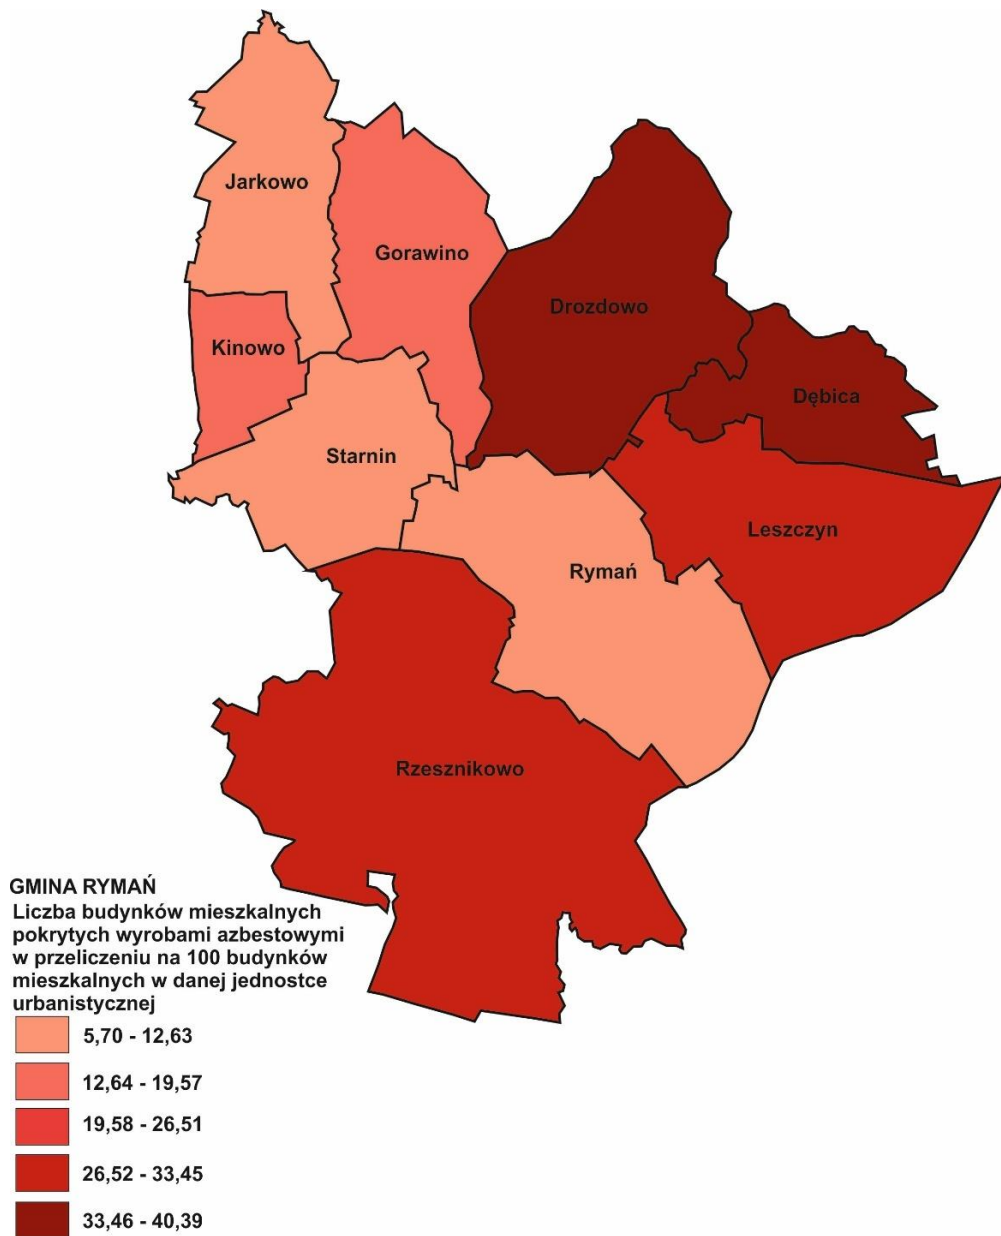 Jarkowo
Gorawino
Drozdowo
Kinowo
Dębica
Starnin
Leszczyn
Rymań
Rzesznikowo
GMINA RYMAŃ
Liczba budynków mieszkalnych
pokrytych wyrobami azbestowymi
w przeliczeniu na 100 budynków
mieszkalnych w danej jednostce
urbanistycznej
5,70 - 12,63
12,64 - 19,57
19,58 - 26,51
26,52 - 33,45
33,46 - 40,39